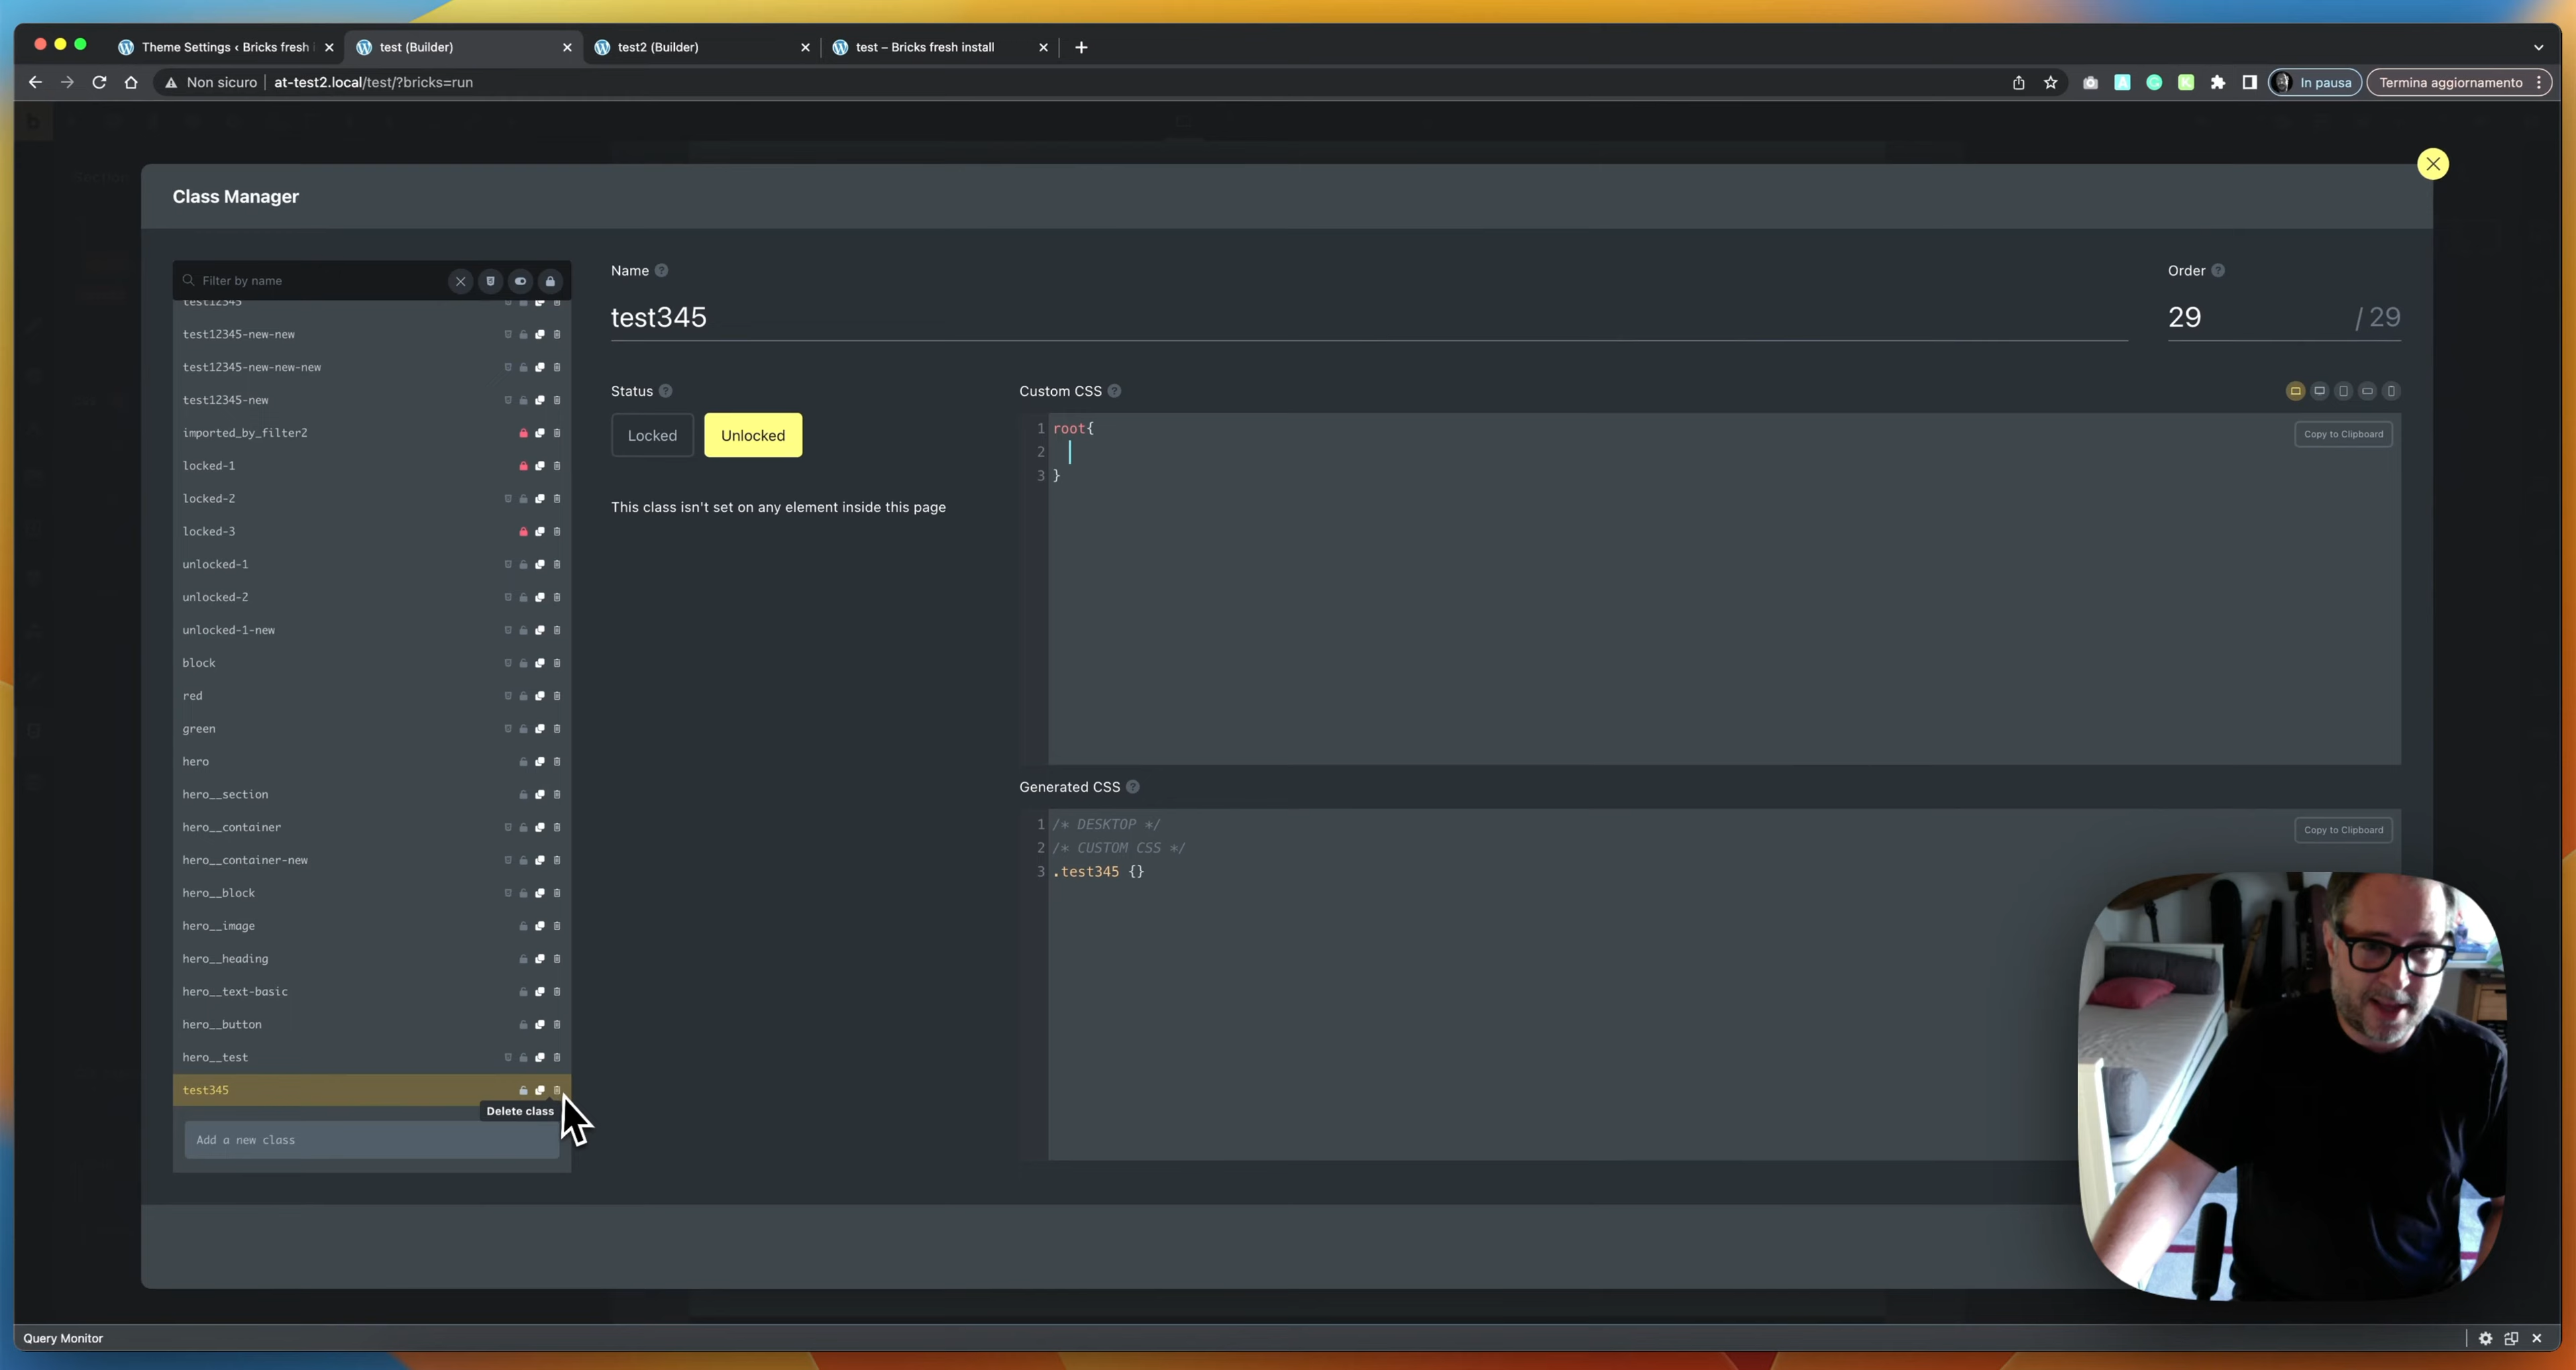 Theme Settings ‹ Bricks fresh i
test (Builder)
test2 (Builder)
test – Bricks fresh install
Non sicuro
at-test2.local/test/?bricks=run
In pausa
Termina aggiornamento
Class Manager
Filter by name
test12345
test12345-new-new
test12345-new-new-new
test12345-new
imported_by_filter2
locked-1
locked-2
locked-3
unlocked-1
unlocked-2
unlocked-1-new
block
red
green
hero
hero__section
hero__container
hero__container-new
hero__block
hero__image
hero__heading
hero__text-basic
hero__button
hero__test
test345
Delete class
Add a new class
Name
test345
Order
29 / 29
Status
Locked
Unlocked
This class isn't set on any element inside this page
Custom CSS
Copy to Clipboard
1 root{
2
3 }
Generated CSS
Copy to Clipboard
1 /* DESKTOP */
2 /* CUSTOM CSS */
3 .test345 {}
Query Monitor